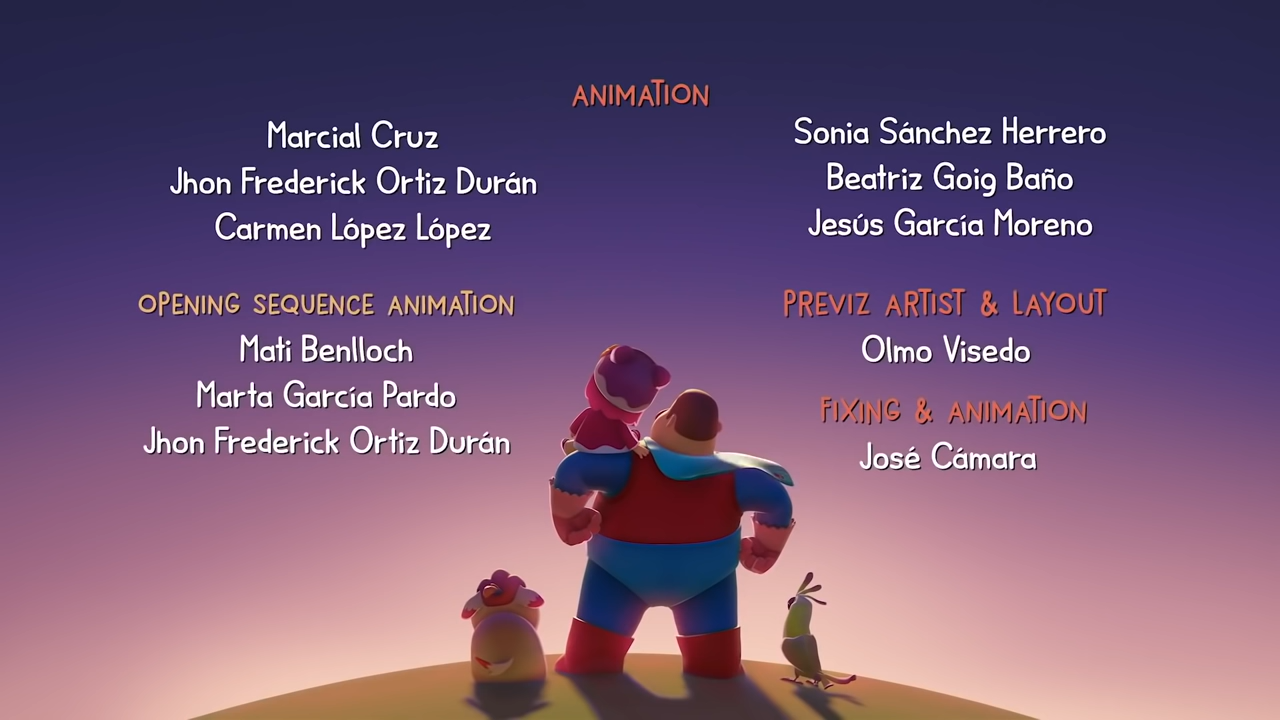 ANIMATION
Marcial Cruz
Jhon Frederick Ortiz Durán
Carmen López López
Sonia Sánchez Herrero
Beatriz Goig Baño
Jesús García Moreno
OPENING SEQUENCE ANIMATION
Mati Benlloch
Marta García Pardo
Jhon Frederick Ortiz Durán
PREVIZ ARTIST & LAYOUT
Olmo Visedo
FIXING & ANIMATION
José Cámara